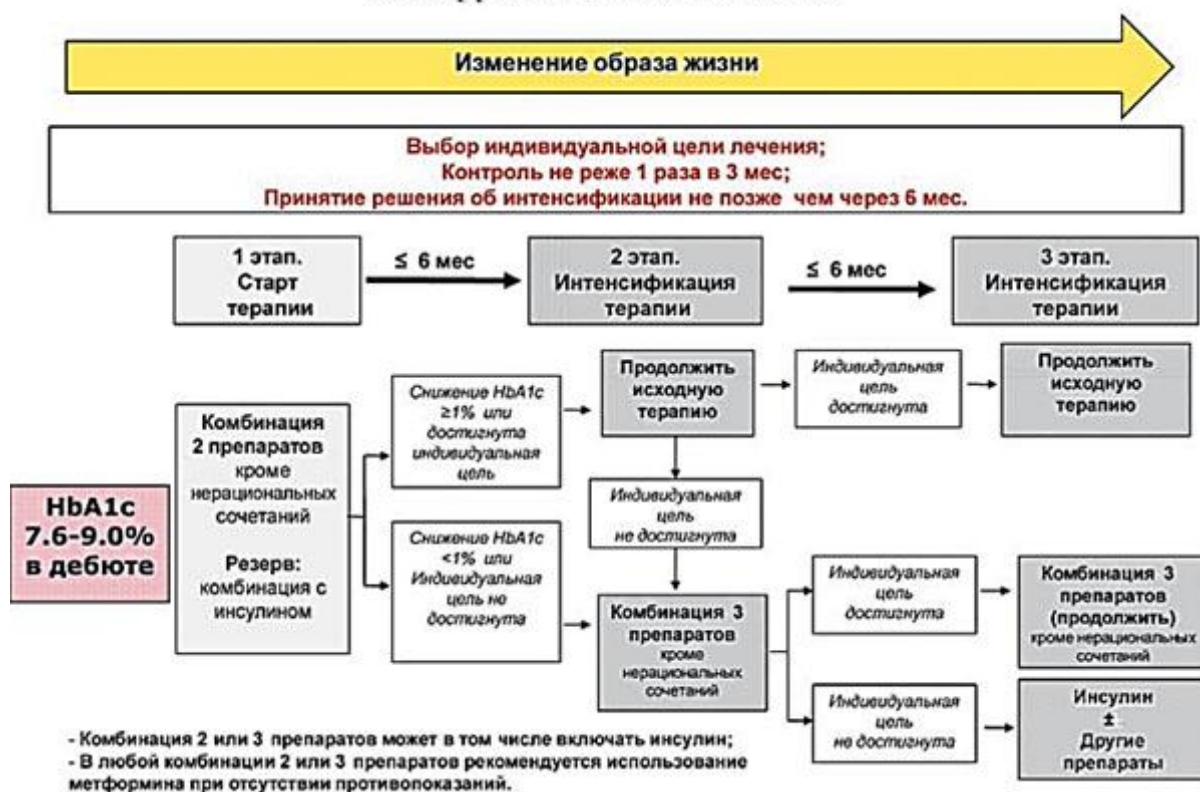 Изменение образа жизни
Выбор индивидуальной цели лечения;
Контроль не реже 1 раза в 3 мес;
Принятие решения об интенсификации не позже чем через 6 мес.
1 этап.
Старт
терапии
≤ 6 мес
2 этап.
Интенсификация
терапии
≤ 6 мес
3 этап.
Интенсификация
терапии
HbA1c
7.6-9.0%
в дебюте
Комбинация
2 препаратов
кроме
нерациональных
сочетаний
Резерв:
комбинация с
инсулином
Снижение HbA1c
≥1% или
достигнута
индивидуальная
цель
Снижение HbA1c
<1% или
Индивидуальная
цель не
достигнута
Продолжить
исходную
терапию
Индивидуальная
цель
достигнута
Продолжить
исходную
терапию
Индивидуальная
цель
не достигнута
Комбинация 3
препаратов
кроме
нерациональных
сочетаний
Индивидуальная
цель
достигнута
Комбинация 3
препаратов
(продолжить)
кроме нерациональных
сочетаний
Индивидуальная
цель
не достигнута
Инсулин
±
Другие
препараты
- Комбинация 2 или 3 препаратов может в том числе включать инсулин;
- В любой комбинации 2 или 3 препаратов рекомендуется использование
метформина при отсутствии противопоказаний.